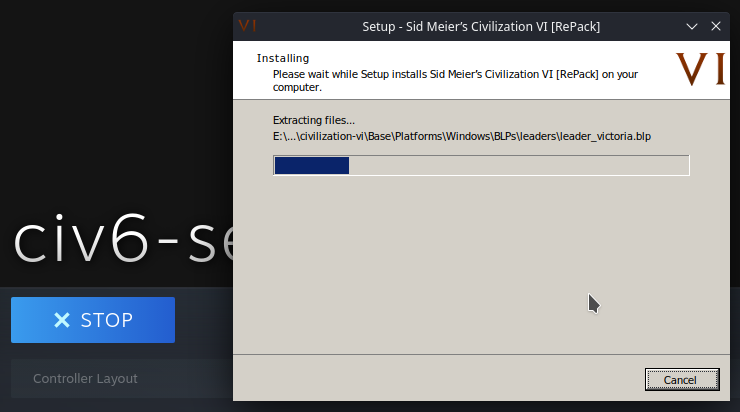 VI
Setup - Sid Meier's Civilization VI [RePack]
Installing
Please wait while Setup installs Sid Meier's Civilization VI [RePack] on your
computer.
VI
Extracting files...
E:\...\civilization-vi\Base\Platforms\Windows\BLPs\leaders\leader_victoria.blp
civ6-se
STOP
Controller Layout
Cancel